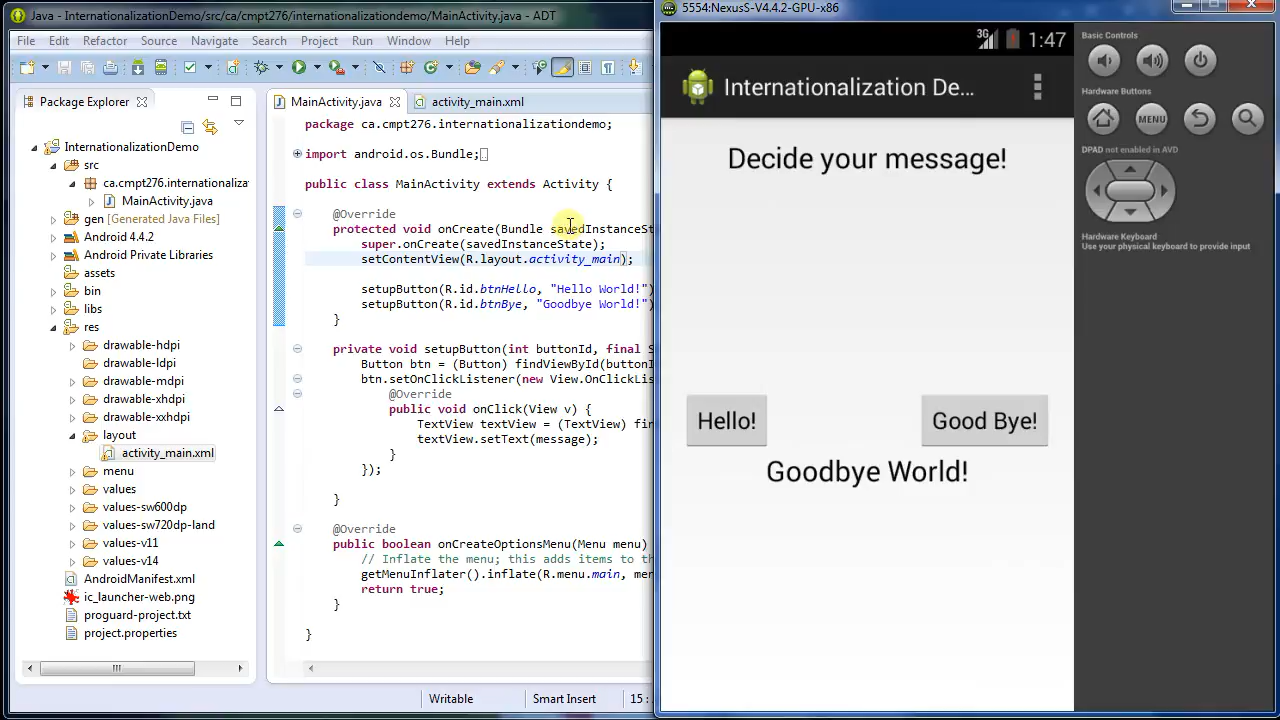 Java - InternationalizationDemo/src/ca/cmpt276/internationalizationdemo/MainActivity.java - ADT
File Edit Refactor Source Navigate Search Project Run Window Help
Package Explorer
InternationalizationDemo
src
ca.cmpt276.internationaliza
MainActivity.java
gen [Generated Java Files]
Android 4.4.2
Android Private Libraries
assets
bin
libs
res
drawable-hdpi
drawable-ldpi
drawable-mdpi
drawable-xhdpi
drawable-xxhdpi
layout
activity_main.xml
menu
values
values-sw600dp
values-sw720dp-land
values-v11
values-v14
AndroidManifest.xml
ic_launcher-web.png
proguard-project.txt
project.properties
MainActivity.java activity_main.xml
package ca.cmpt276.internationalizationdemo;
import android.os.Bundle;
public class MainActivity extends Activity {
@Override
protected void onCreate(Bundle savedInstanceSt
super.onCreate(savedInstanceState);
setContentView(R.layout.activity_main);
setupButton(R.id.btnHello, "Hello World!")
setupButton(R.id.btnBye, "Goodbye World!")
}
private void setupButton(int buttonId, final S
Button btn = (Button) findViewById(buttonI
btn.setOnClickListener(new View.OnClickLis
@Override
public void onClick(View v) {
TextView textView = (TextView) fin
textView.setText(message);
}
});
}
@Override
public boolean onCreateOptionsMenu(Menu menu)
// Inflate the menu; this adds items to th
getMenuInflater().inflate(R.menu.main, men
return true;
}
}
Writable Smart Insert 15 :
5554:NexusS-V4.4.2-GPU-x86
3G 1:47
Internationalization De...
Decide your message!
Hello! Good Bye!
Goodbye World!
Basic Controls
Hardware Buttons
MENU
DPAD not enabled in AVD
Hardware Keyboard
Use your physical keyboard to provide input